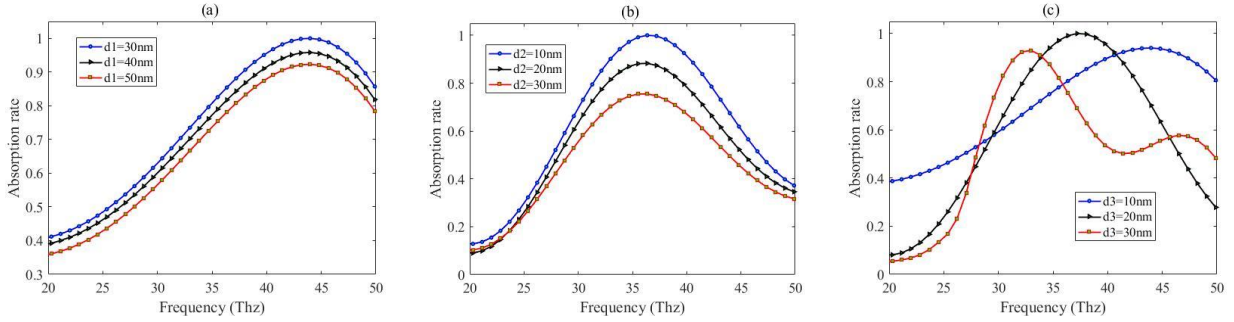 (a)
Absorption rate
1
0.9
0.8
0.7
0.6
0.5
0.4
0.3
d1=30nm
d1=40nm
d1=50nm
20 25 30 35 40 45 50
Frequency (Thz)
(b)
Absorption rate
1
0.8
0.6
0.4
0.2
0
d2=10nm
d2=20nm
d2=30nm
20 25 30 35 40 45 50
Frequency (Thz)
(c)
Absorption rate
1
0.8
0.6
0.4
0.2
0
d3=10nm
d3=20nm
d3=30nm
20 25 30 35 40 45 50
Frequency (Thz)